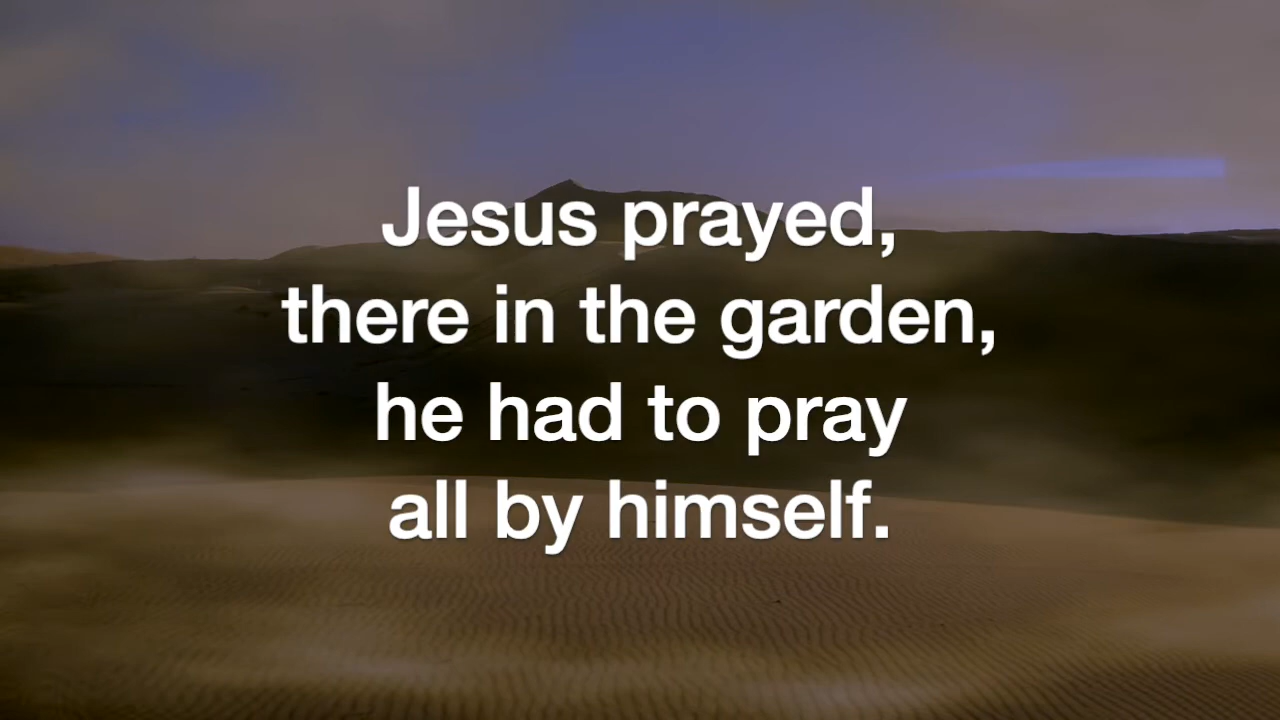 Jesus prayed,
there in the garden,
he had to pray
all by himself.